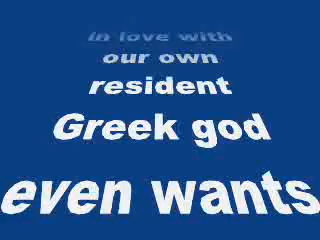 in love with
our own
resident
Greek god
even wants